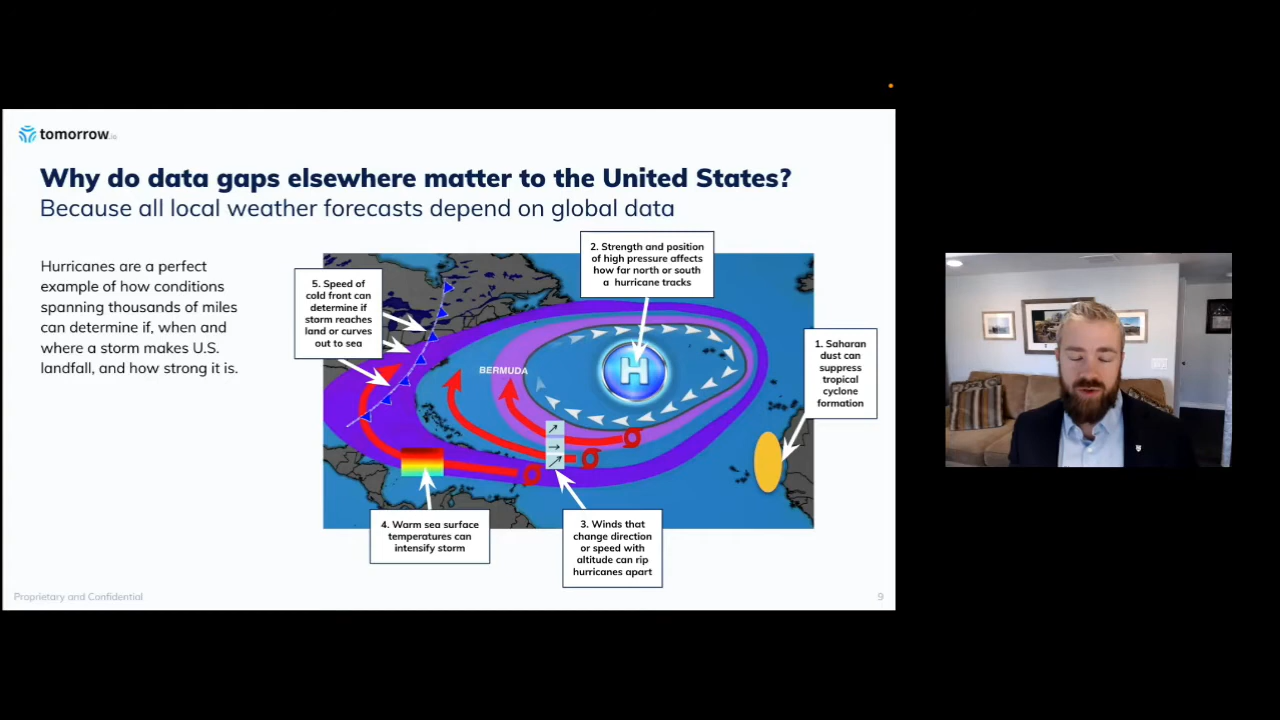 tomorrow.io
Why do data gaps elsewhere matter to the United States?
Because all local weather forecasts depend on global data
Hurricanes are a perfect
example of how conditions
spanning thousands of miles
can determine if, when and
where a storm makes U.S.
landfall, and how strong it is.
5. Speed of
cold front can
determine if
storm reaches
land or curves
out to sea
2. Strength and position
of high pressure affects
how far north or south
a hurricane tracks
1. Saharan
dust can
suppress
tropical
cyclone
formation
BERMUDA
H
4. Warm sea surface
temperatures can
intensify storm
3. Winds that
change direction
or speed with
altitude can rip
hurricanes apart
Proprietary and Confidential
9